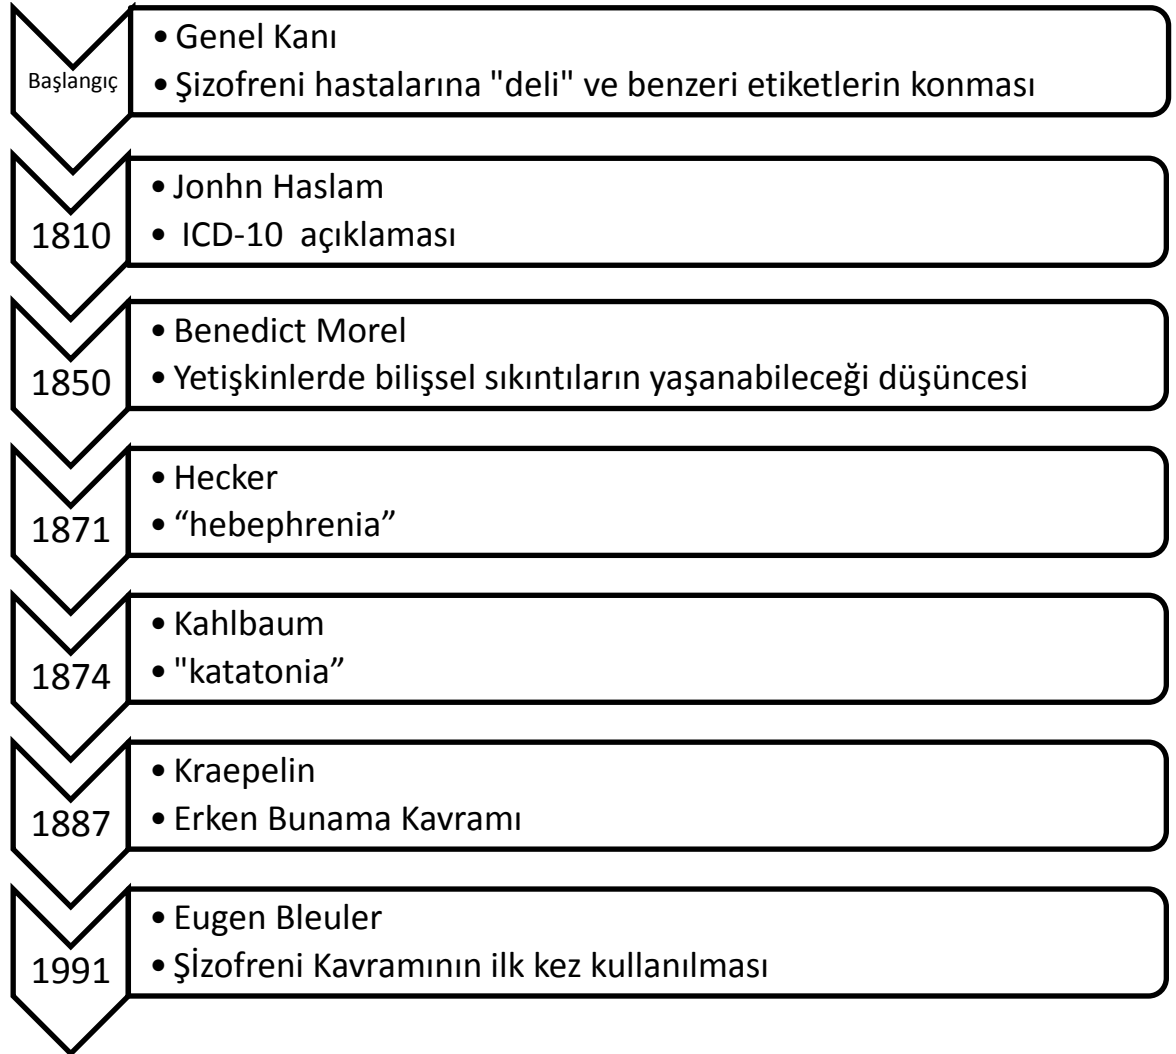 Başlangıç
• Genel Kanı
• Şizofreni hastalarına "deli" ve benzeri etiketlerin konması
1810
• Jonhn Haslam
• ICD-10 açıklaması
1850
• Benedict Morel
• Yetişkinlerde bilişsel sıkıntıların yaşanabileceği düşüncesi
1871
• Hecker
• “hebephrenia”
1874
• Kahlbaum
• "katatonia”
1887
• Kraepelin
• Erken Bunama Kavramı
1991
• Eugen Bleuler
• Şİzofreni Kavramının ilk kez kullanılması